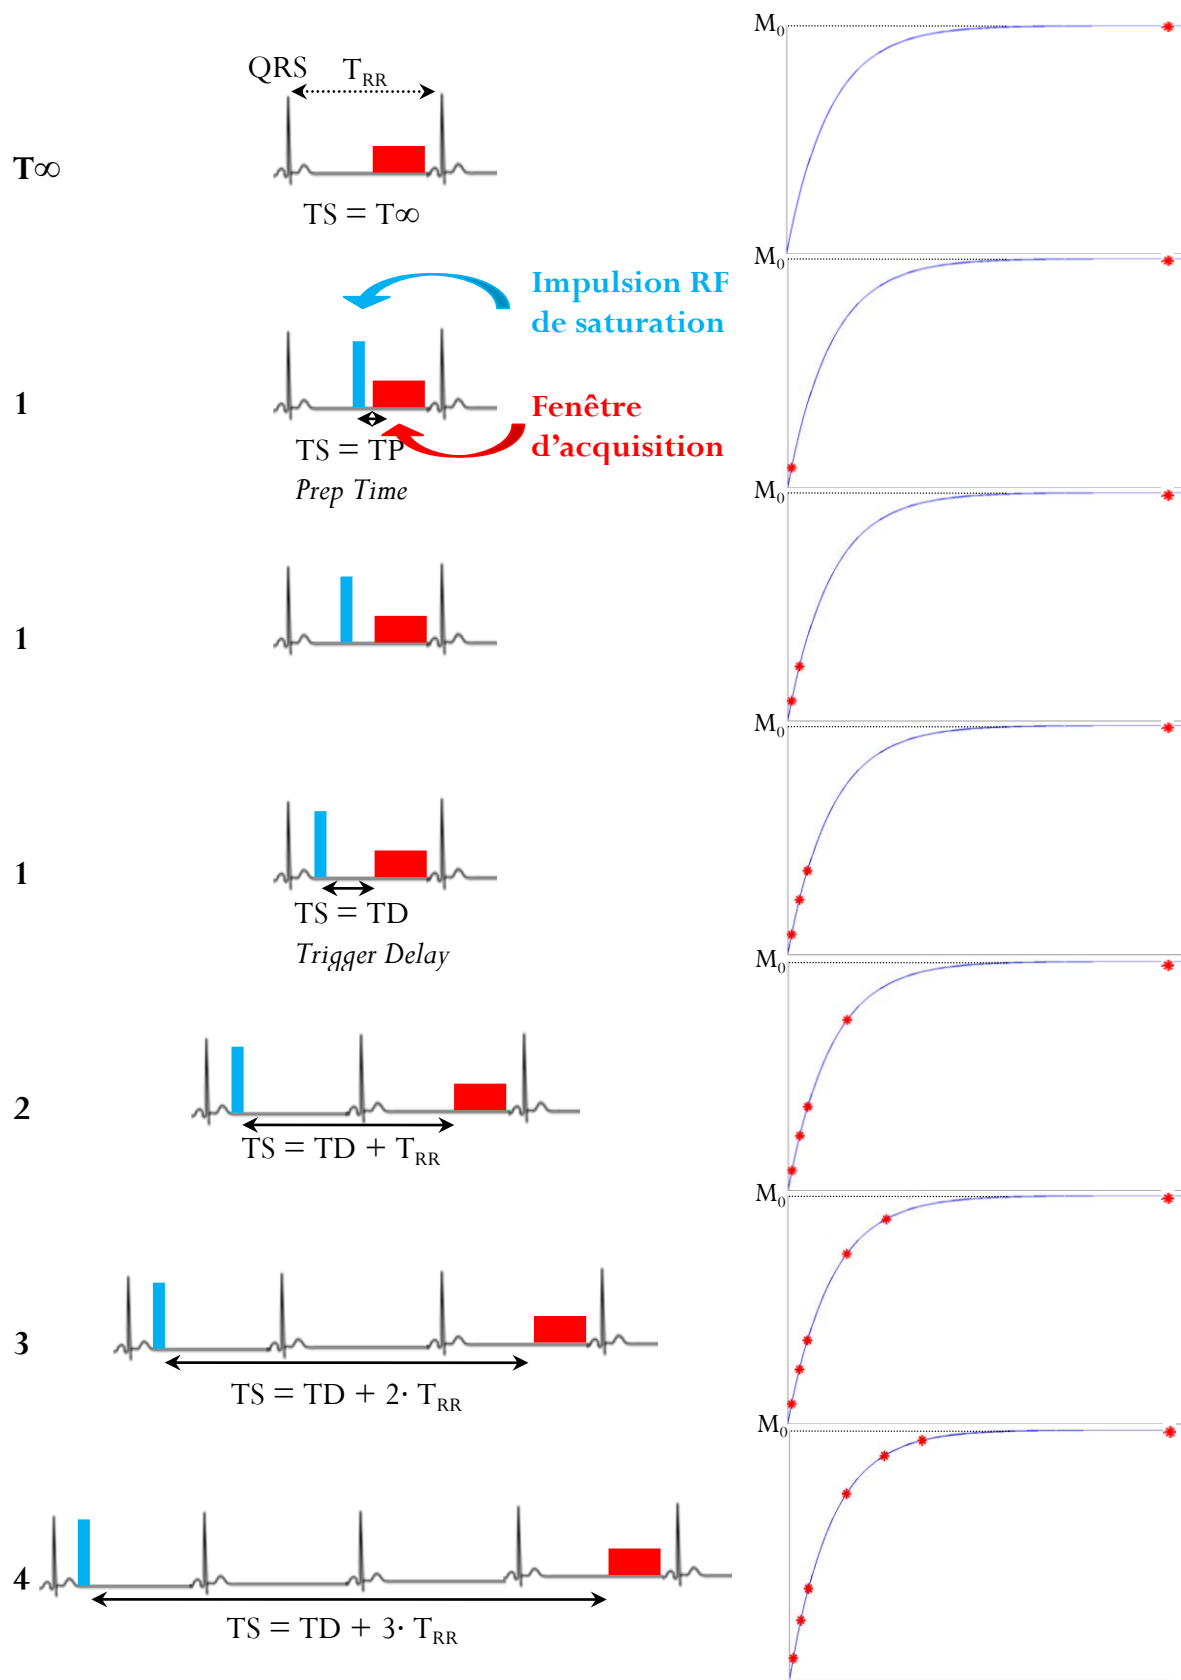 M₀
QRS
T_RR
T∞
TS = T∞
M₀
Impulsion RF
de saturation
1
Fenêtre
d'acquisition
TS = TP
Prep Time
M₀
1
M₀
1
TS = TD
Trigger Delay
M₀
2
TS = TD + T_RR
M₀
3
TS = TD + 2· T_RR
M₀
4
TS = TD + 3· T_RR